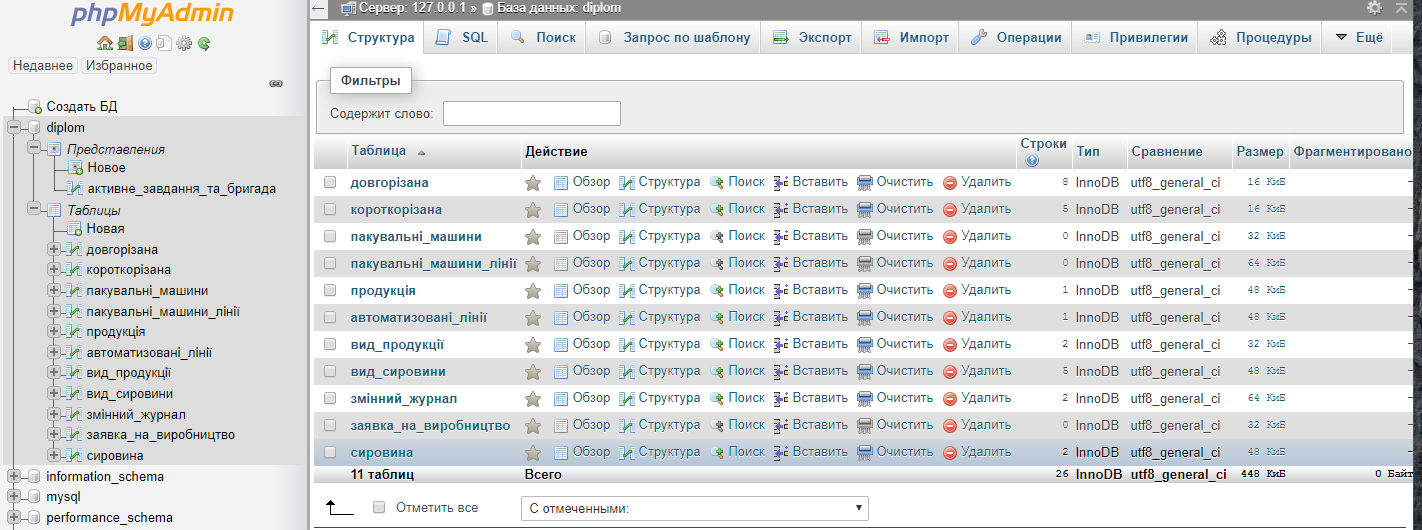 phpMyAdmin
Недавнее Избранное
Создать БД
diplom
Представления
Новое
активне_завдання_та_бригада
Таблицы
Новая
довгорізана
короткорізана
пакувальні_машини
пакувальні_машини_лінії
продукція
автоматизовані_лінії
вид_продукції
вид_сировини
змінний_журнал
заявка_на_виробництво
сировина
information_schema
mysql
performance_schema
Сервер: 127.0.0.1 » База данных: diplom
Структура SQL Поиск Запрос по шаблону Экспорт Импорт Операции Привилегии Процедуры Ещё
Фильтры
Содержит слово:
Таблица Действие Строки Тип Сравнение Размер Фрагментировано
довгорізана Обзор Структура Поиск Вставить Очистить Удалить 8 InnoDB utf8_general_ci 16 КиБ -
короткорізана Обзор Структура Поиск Вставить Очистить Удалить 5 InnoDB utf8_general_ci 16 КиБ -
пакувальні_машини Обзор Структура Поиск Вставить Очистить Удалить 0 InnoDB utf8_general_ci 32 КиБ -
пакувальні_машини_лінії Обзор Структура Поиск Вставить Очистить Удалить 0 InnoDB utf8_general_ci 64 КиБ -
продукція Обзор Структура Поиск Вставить Очистить Удалить 1 InnoDB utf8_general_ci 48 КиБ -
автоматизовані_лінії Обзор Структура Поиск Вставить Очистить Удалить 1 InnoDB utf8_general_ci 48 КиБ -
вид_продукції Обзор Структура Поиск Вставить Очистить Удалить 2 InnoDB utf8_general_ci 32 КиБ -
вид_сировини Обзор Структура Поиск Вставить Очистить Удалить 5 InnoDB utf8_general_ci 48 КиБ -
змінний_журнал Обзор Структура Поиск Вставить Очистить Удалить 2 InnoDB utf8_general_ci 64 КиБ -
заявка_на_виробництво Обзор Структура Поиск Вставить Очистить Удалить 0 InnoDB utf8_general_ci 32 КиБ -
сировина Обзор Структура Поиск Вставить Очистить Удалить 2 InnoDB utf8_general_ci 48 КиБ -
11 таблиц Всего 26 InnoDB utf8_general_ci 448 КиБ 0 Байт
Отметить все С отмеченными: